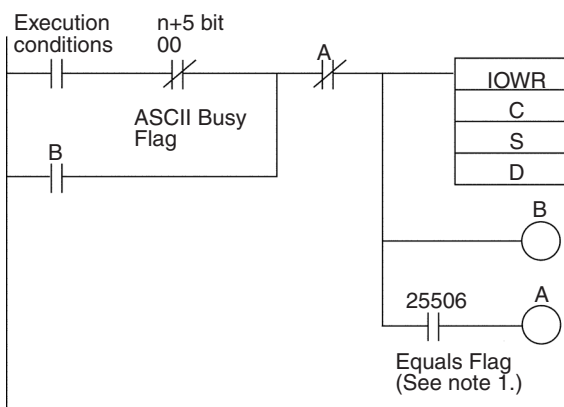 Execution
conditions
n+5 bit
00
A
IOWR
C
S
D
ASCII Busy
Flag
B
B
25506
A
Equals Flag
(See note 1.)